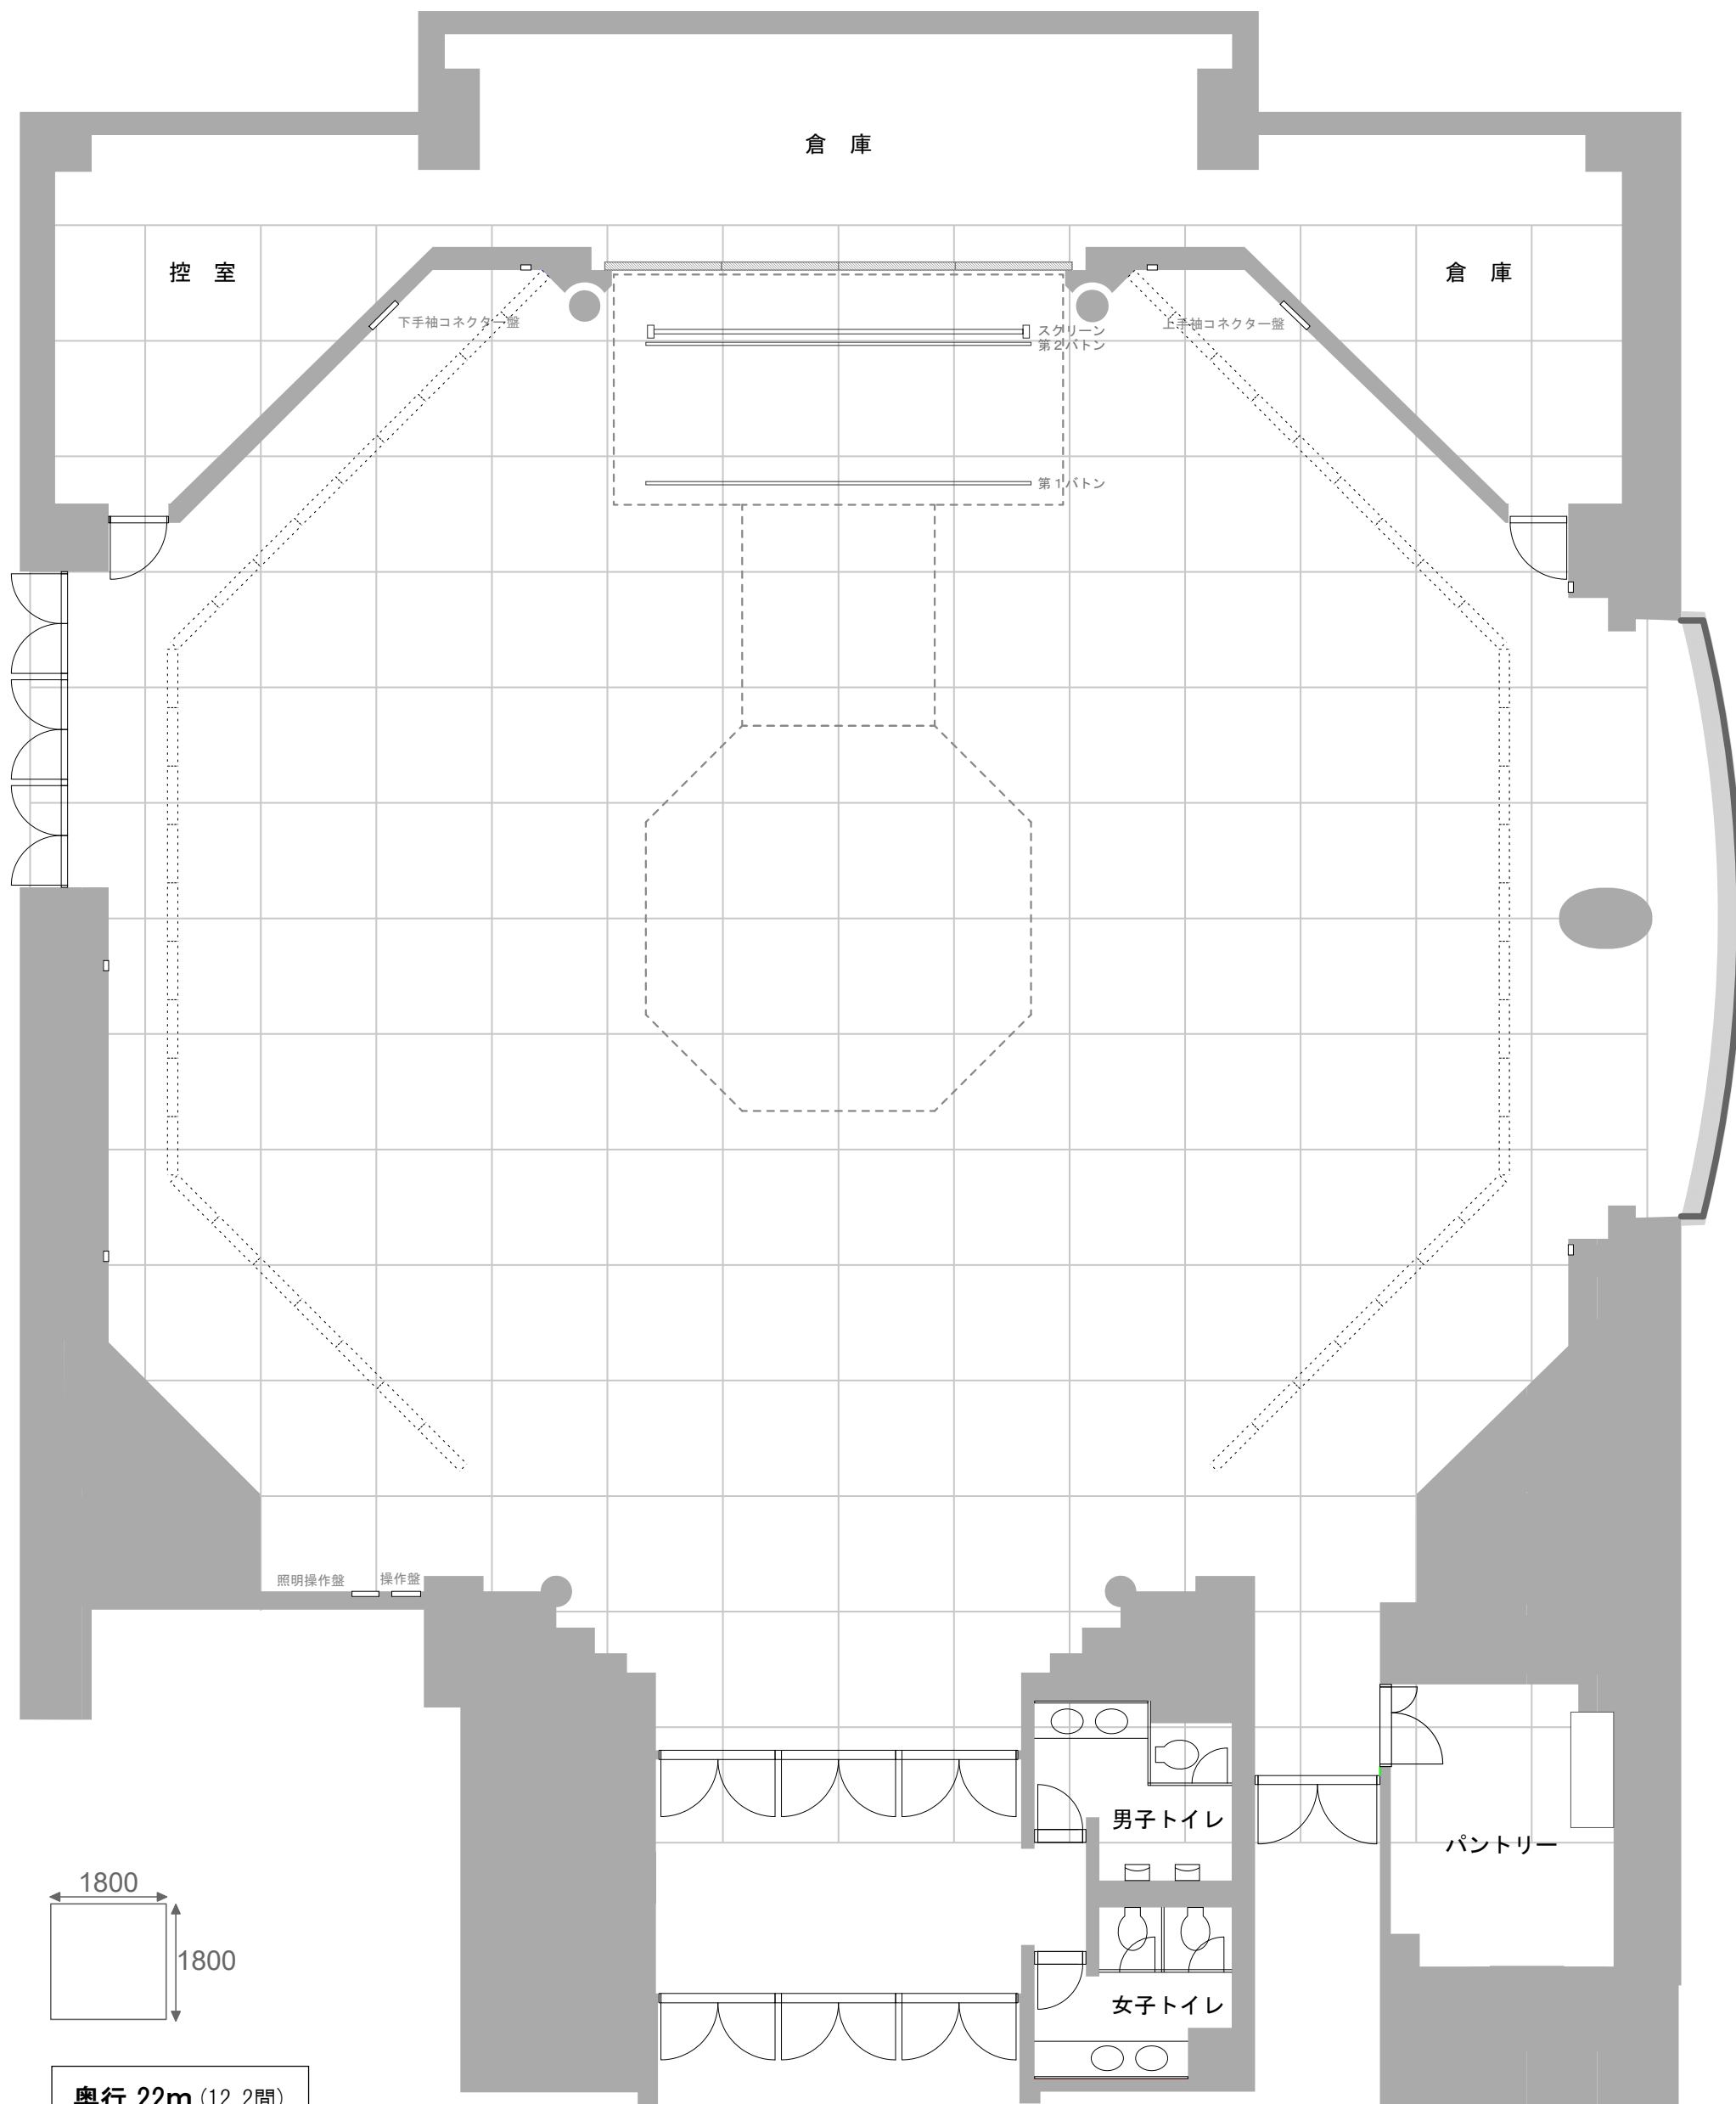 倉　庫
控　室
倉　庫
下手袖コネクター盤
上手袖コネクター盤
スクリーン
第２バトン
第１バトン
照明操作盤
操作盤
男子トイレ
パントリー
1800
1800
女子トイレ
奥行 22m (12.2間)